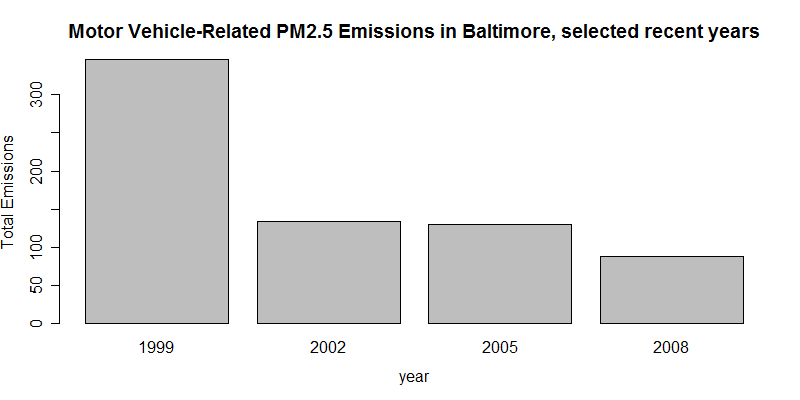 Motor Vehicle-Related PM2.5 Emissions in Baltimore, selected recent years
Total Emissions
300
200
100
50
0
1999 2002 2005 2008
year